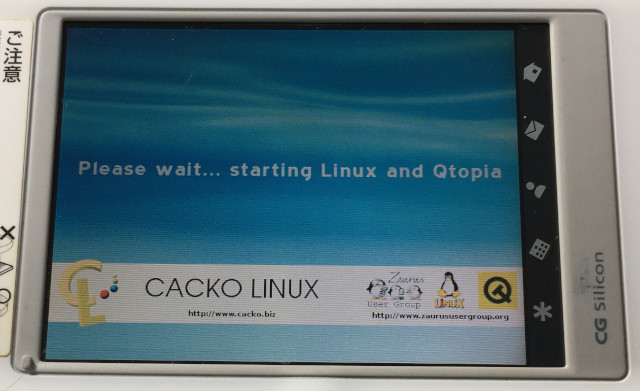 ご注意
Please wait... starting Linux and Qtopia
CL
CACKO LINUX
http://www.cacko.biz
Zaurus
User Group
LinuX
Q
http://www.zaurususergroup.org
CG Silicon